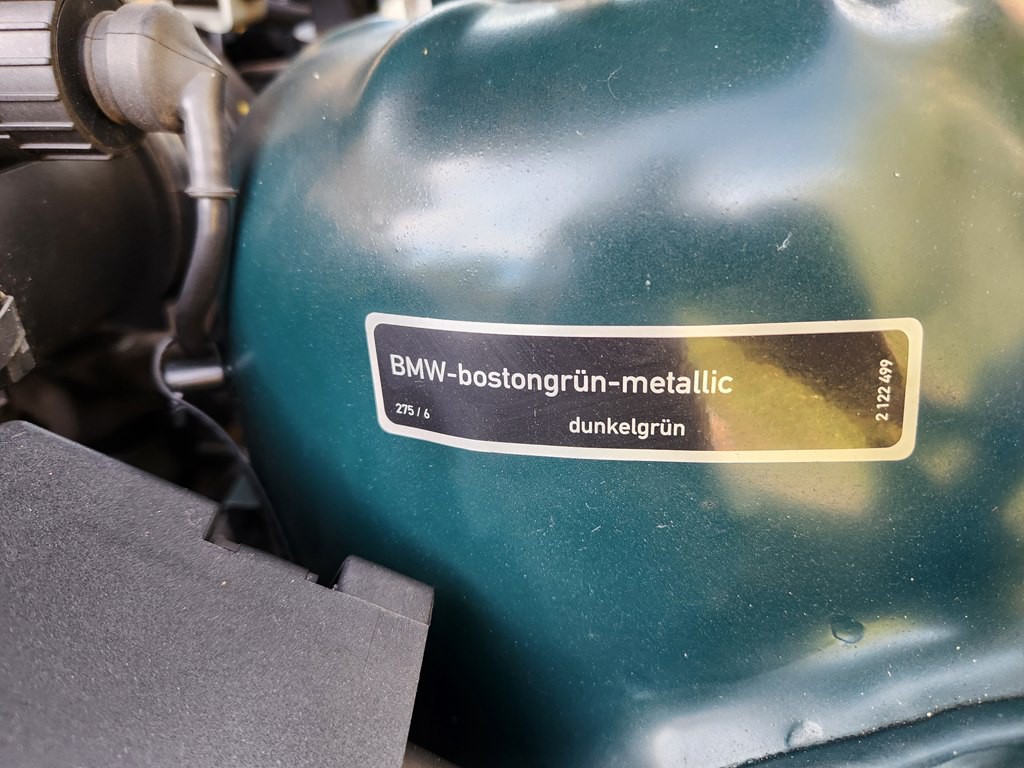 BMW-bostongrün-metallic
275 / 6
dunkelgrün
2 122 499